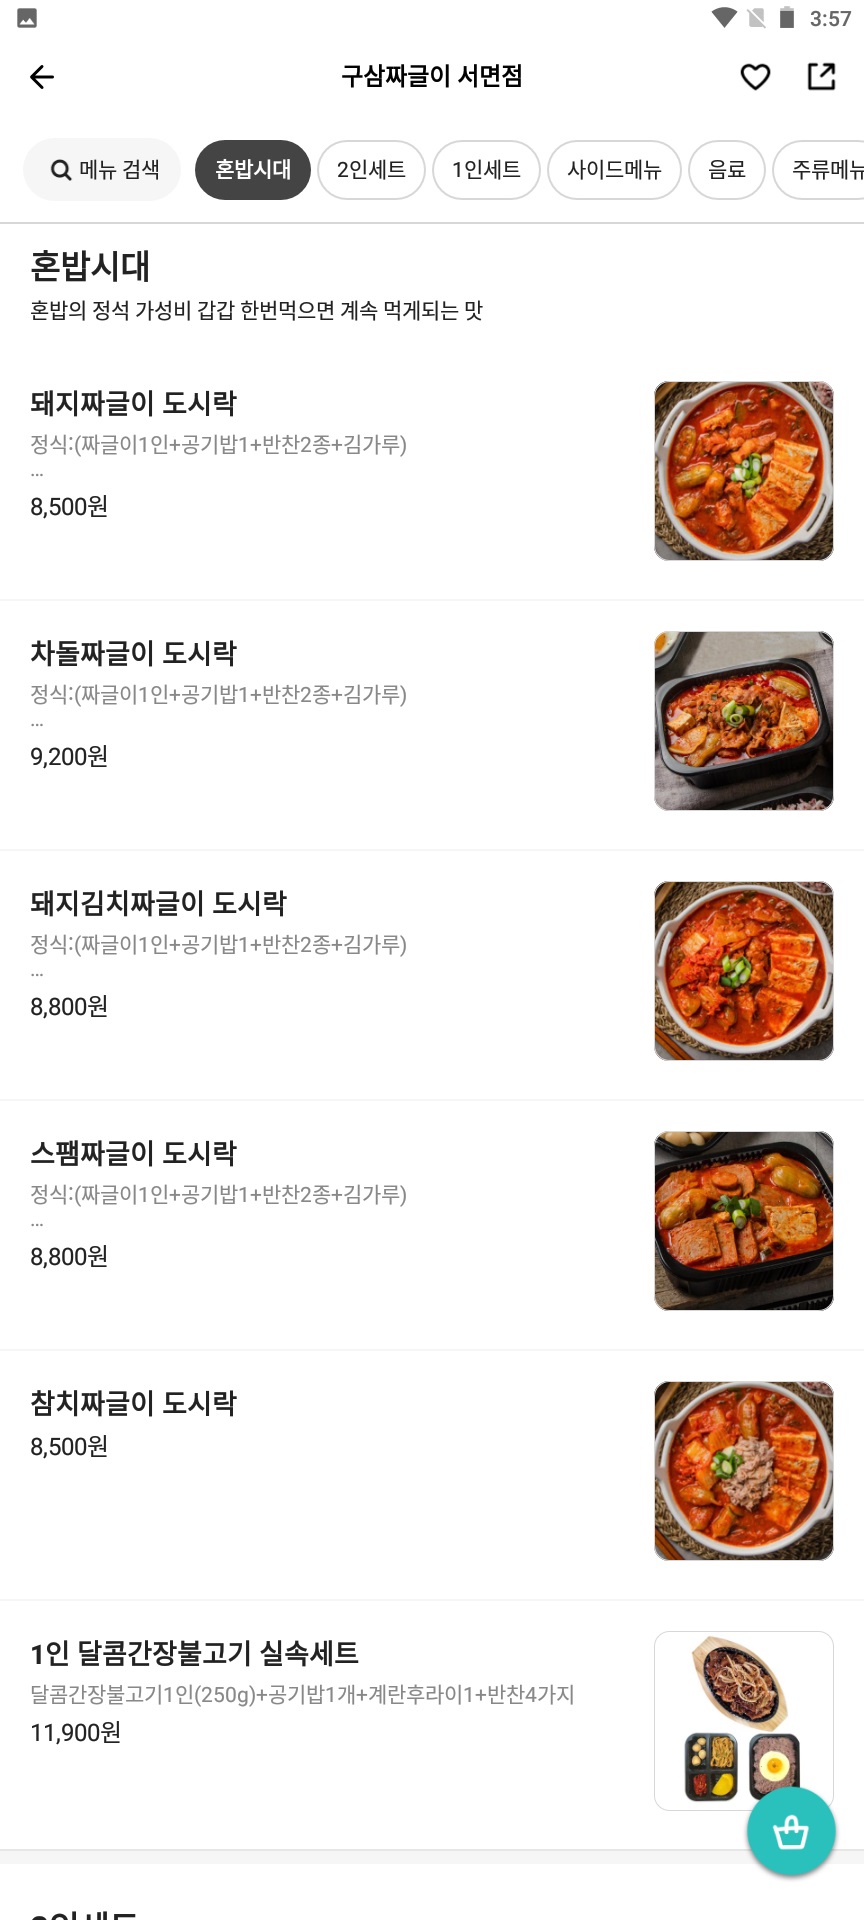 3:57
구삼짜글이 서면점
메뉴 검색
혼밥시대
2인세트
1인세트
사이드메뉴
음료
주류메뉴
혼밥시대
혼밥의 정석 가성비 갑갑 한번먹으면 계속 먹게되는 맛
돼지짜글이 도시락
정식:(짜글이1인+공기밥1+반찬2종+김가루)
...
8,500원
차돌짜글이 도시락
정식:(짜글이1인+공기밥1+반찬2종+김가루)
...
9,200원
돼지김치짜글이 도시락
정식:(짜글이1인+공기밥1+반찬2종+김가루)
...
8,800원
스팸짜글이 도시락
정식:(짜글이1인+공기밥1+반찬2종+김가루)
...
8,800원
참치짜글이 도시락
8,500원
1인 달콤간장불고기 실속세트
달콤간장불고기1인(250g)+공기밥1개+계란후라이1+반찬4가지
11,900원
2인세트